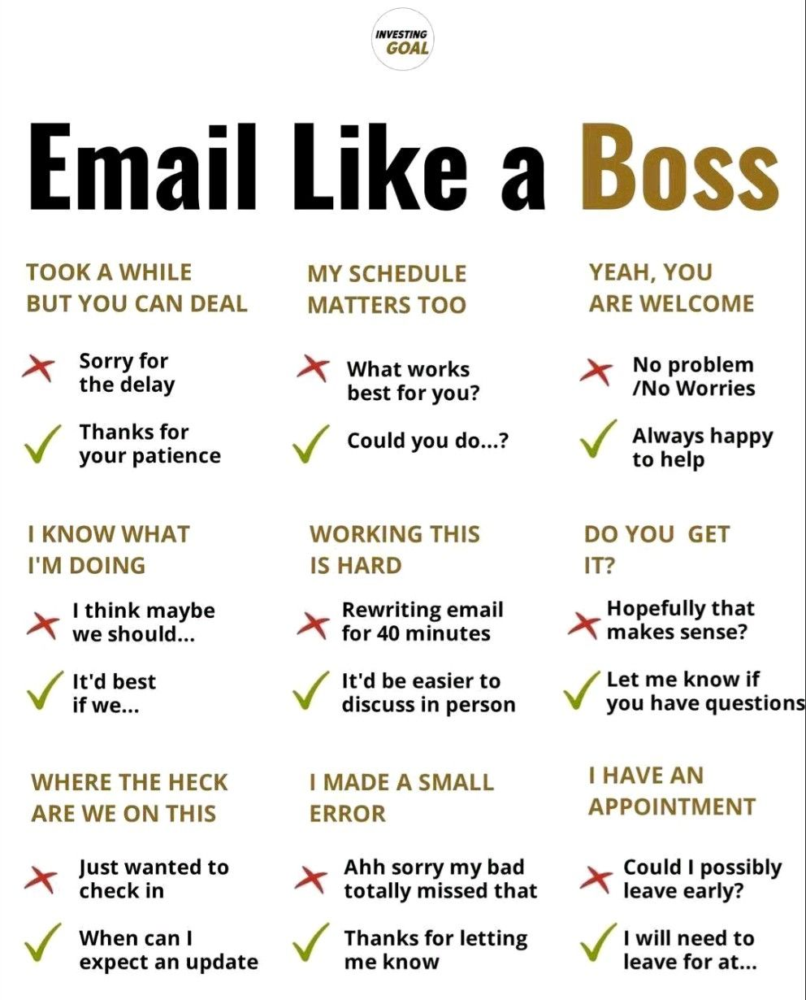 INVESTING
GOAL
Email Like a Boss
TOOK A WHILE
BUT YOU CAN DEAL
Sorry for
the delay
Thanks for
your patience
MY SCHEDULE
MATTERS TOO
What works
best for you?
Could you do...?
YEAH, YOU
ARE WELCOME
No problem
/No Worries
Always happy
to help
I KNOW WHAT
I'M DOING
I think maybe
we should...
It'd best
if we...
WORKING THIS
IS HARD
Rewriting email
for 40 minutes
It'd be easier to
discuss in person
DO YOU  GET
IT?
Hopefully that
makes sense?
Let me know if
you have questions
WHERE THE HECK
ARE WE ON THIS
Just wanted to
check in
When can I
expect an update
I MADE A SMALL
ERROR
Ahh sorry my bad
totally missed that
Thanks for letting
me know
I HAVE AN
APPOINTMENT
Could I possibly
leave early?
I will need to
leave for at...